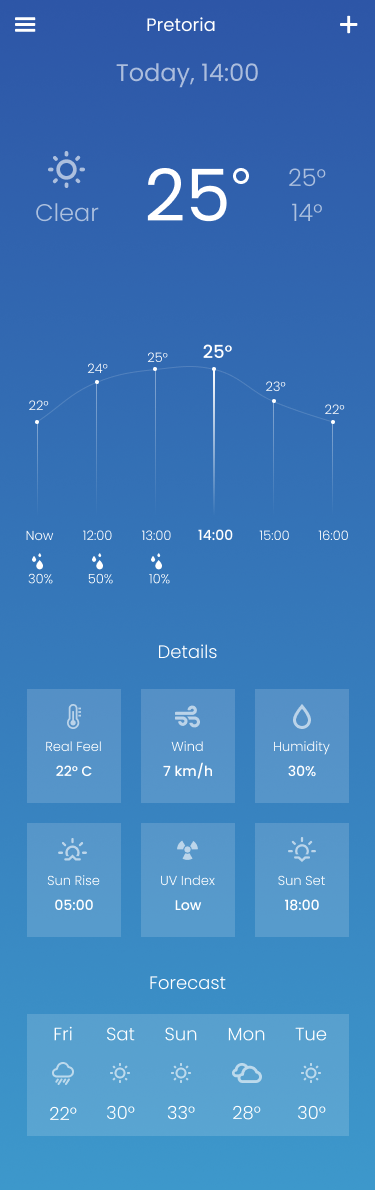 Pretoria
Today, 14:00
25°
25°
Clear
14°
25°
25°
24°
23°
22°
22°
Now 12:00 13:00 14:00 15:00 16:00
30% 50% 10%
Details
Real Feel Wind Humidity
22° C 7 km/h 30%
Sun Rise UV Index Sun Set
05:00 Low 18:00
Forecast
Fri Sat Sun Mon Tue
22° 30° 33° 28° 30°